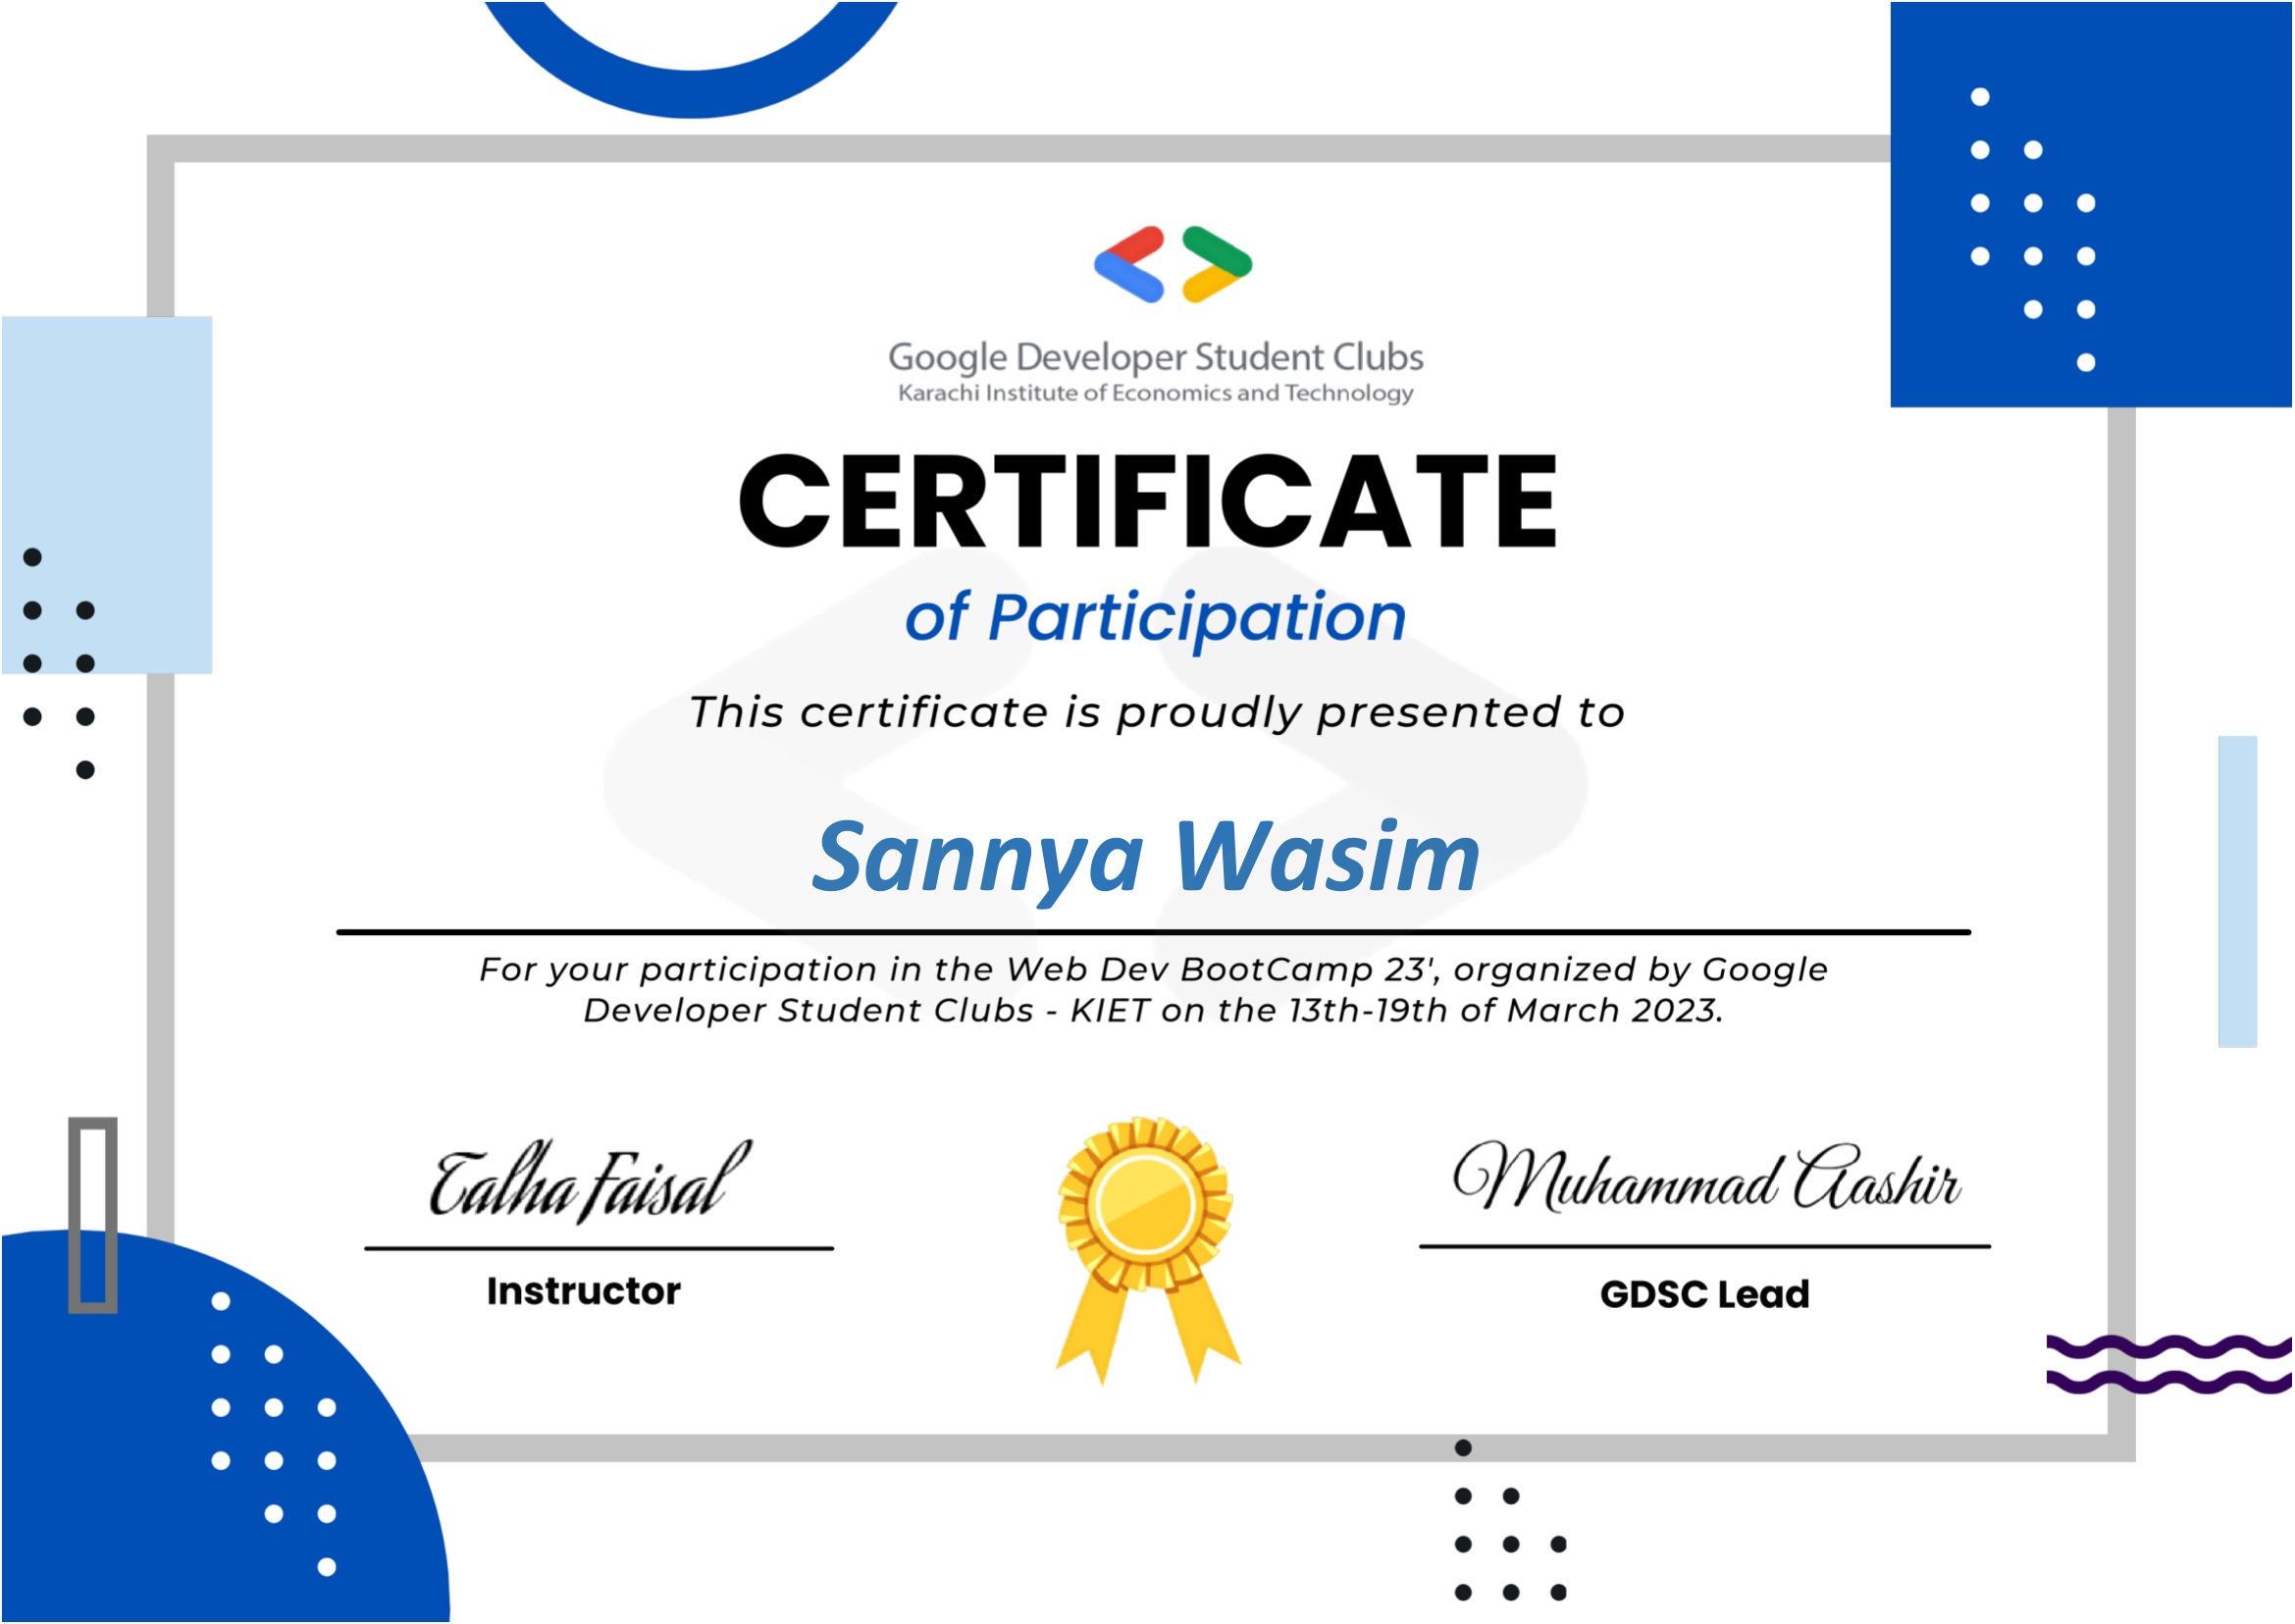 Google Developer Student Clubs
Karachi Institute of Economics and Technology
CERTIFICATE
of Participation
This certificate is proudly presented to
Sannya Wasim
For your participation in the Web Dev BootCamp 23', organized by Google
Developer Student Clubs - KIET on the 13th-19th of March 2023.
Talha Faisal
Instructor
Muhammad Aashir
GDSC Lead